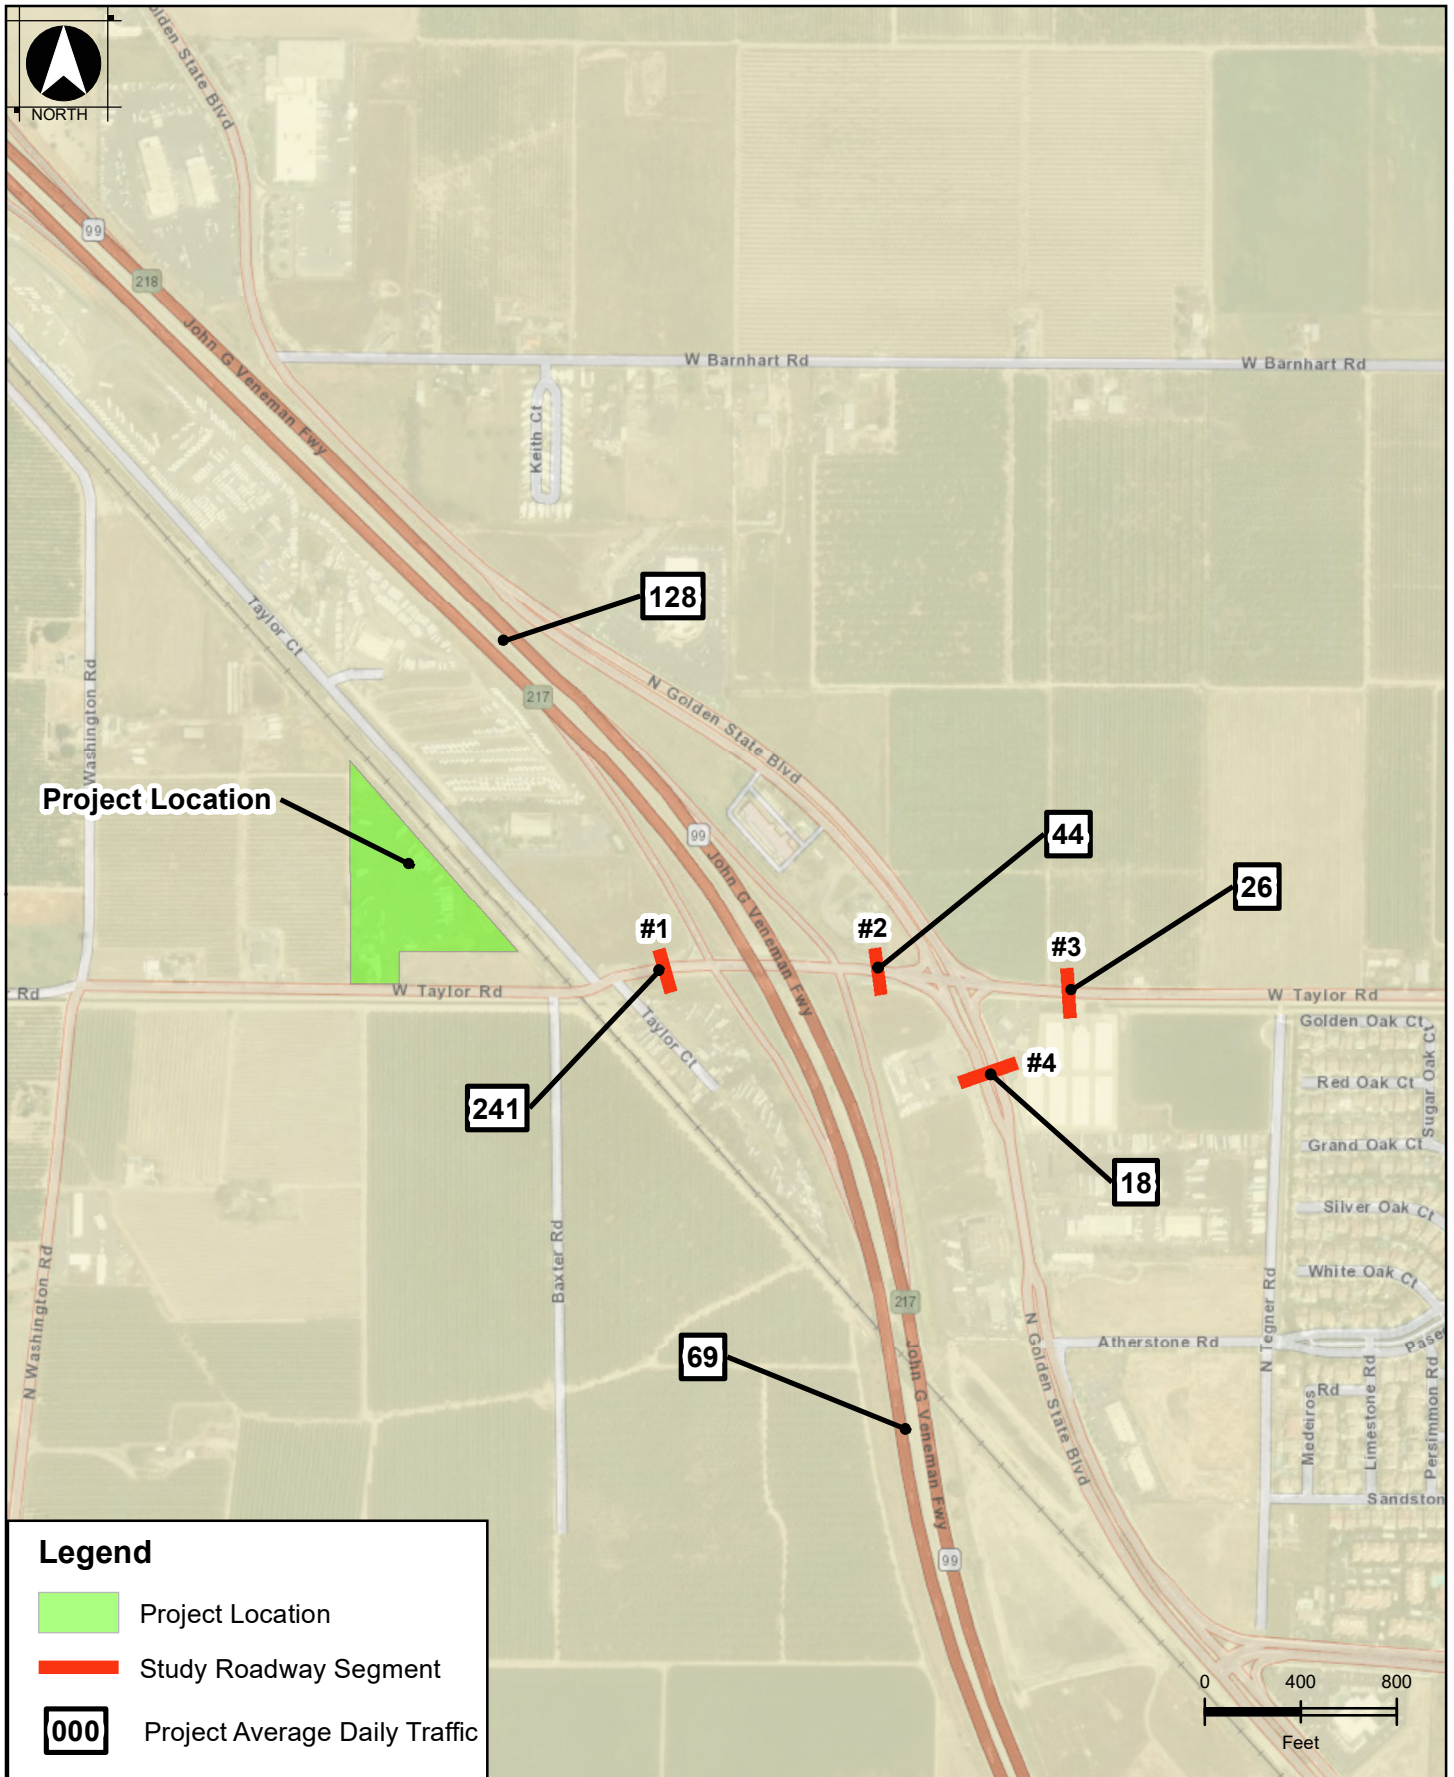 NORTH
olden State Blvd
99
218
John G Veneman Fwy
W Barnhart Rd
W Barnhart Rd
Keith Ct
128
Taylor Ct
217
N Golden State Blvd
Washington Rd
Project Location
44
99
John G Veneman Fwy
26
#1
#2
#3
Rd
W Taylor Rd
W Taylor Rd
Golden Oak Ct
Taylor Ct
#4
Red Oak Ct
Sugar Oak Ct
241
Grand Oak Ct
18
Silver Oak Ct
Baxter Rd
White Oak Ct
N Washington Rd
217
N Tegner Rd
Atherstone Rd
Pase
69
John G Veneman Fwy
N Golden State Blvd
Rd
Medeiros
Limestone Rd
Persimmon Rd
Sandston
99
Legend
Project Location
Study Roadway Segment
000 Project Average Daily Traffic
0 400 800
Feet